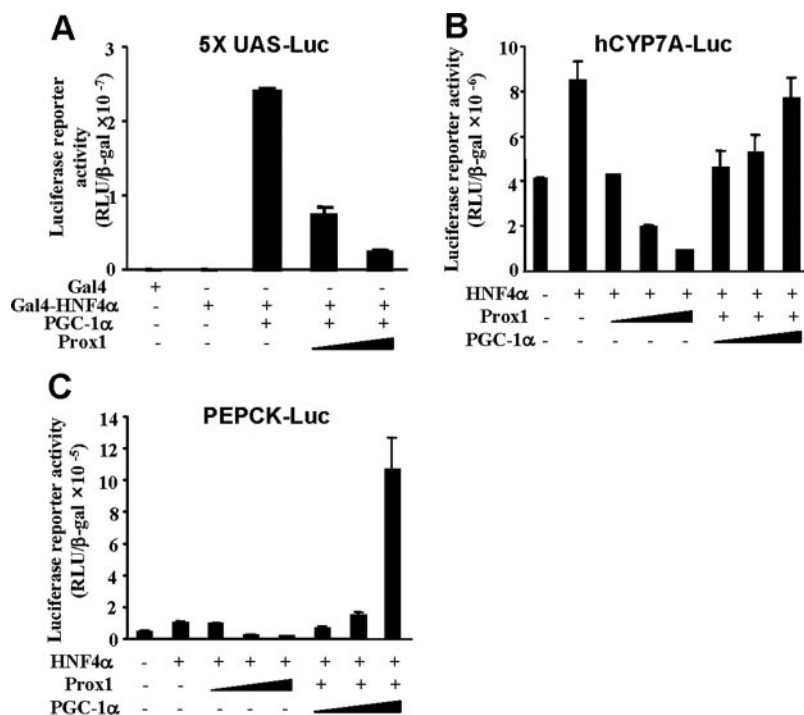 A
5X UAS-Luc
Luciferase reporter
activity
(RLU/β-gal ×10⁻⁷)
3
2
1
0
Gal4 + - - - -
Gal4-HNF4α - + + + +
PGC-1α - - + + +
Prox1 - - -
B
hCYP7A-Luc
Luciferase reporter activity
(RLU/β-gal ×10⁻⁶)
10
8
6
4
2
0
HNF4α - + + + + + + +
Prox1 - - + + +
PGC-1α - - - - -
C
PEPCK-Luc
Luciferase reporter activity
(RLU/β-gal ×10⁻⁵)
14
12
10
8
6
4
2
0
HNF4α - + + + + + + +
Prox1 - - + + +
PGC-1α - - - - -